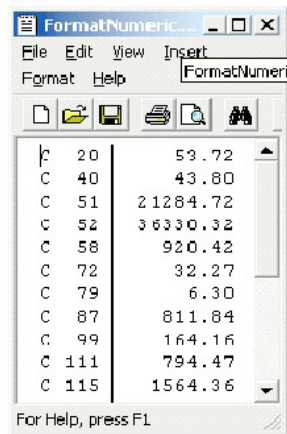 FormatNumeric....
File Edit View Insert
FormatNumeri
Format Help
C 20 53.72
C 40 43.80
C 51 21284.72
C 52 36330.32
C 58 920.42
C 72 32.27
C 79 6.30
C 87 811.84
C 99 164.16
C 111 794.47
C 115 1564.36
For Help, press F1